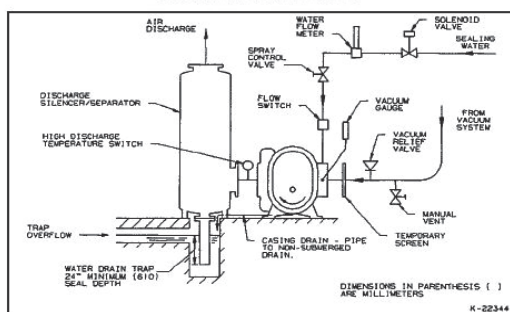 AIR
DISCHARGE
WATER
FLOW
METER
SOLENOID
VALVE
SEALING
WATER
SPRAY
CONTROL
VALVE
DISCHARGE
SILENCER/SEPARATOR
FLOW
SWITCH
VACUUM
GAUGE
FROM
VACUUM
SYSTEM
HIGH DISCHARGE
TEMPERATURE SWITCH
VACUUM
RELIEF
VALVE
MANUAL
VENT
TRAP
OVERFLOW
CASING DRAIN - PIPE
TO NON-SUBMERGED
DRAIN.
TEMPORARY
SCREEN
WATER DRAIN TRAP
24" MINIMUM (610)
SEAL DEPTH
DIMENSIONS IN PARENTHESIS ( )
ARE MILLIMETERS
K-22344